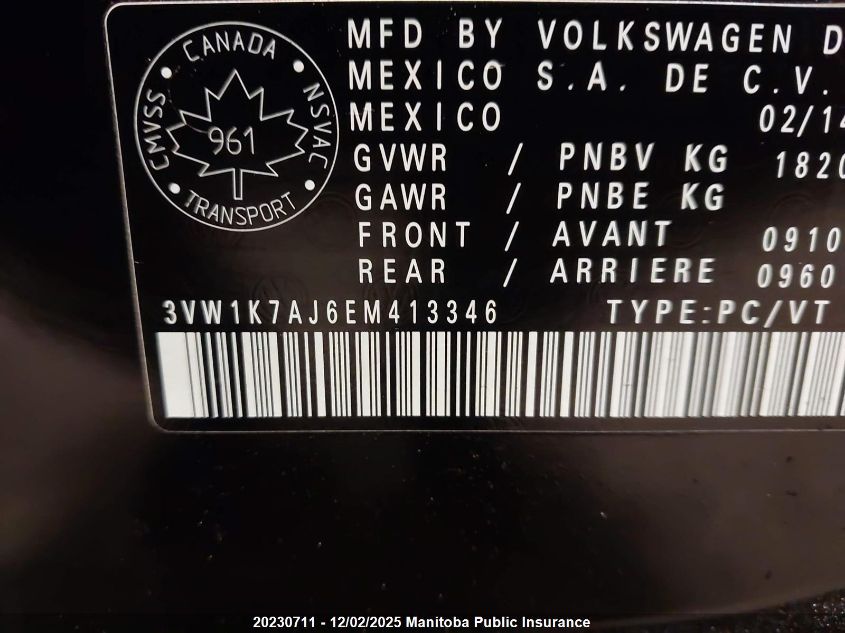 CANADA
CMVSS
NSVAC
961
TRANSPORT
MFD BY VOLKSWAGEN D
MEXICO S.A. DE C.V.
MEXICO 02/14
GVWR / PNBV KG 1820
GAWR / PNBE KG
FRONT / AVANT 0910
REAR / ARRIERE 0960
3VW1K7AJ6EM413346 TYPE:PC/VT
20230711 - 12/02/2025 Manitoba Public Insurance